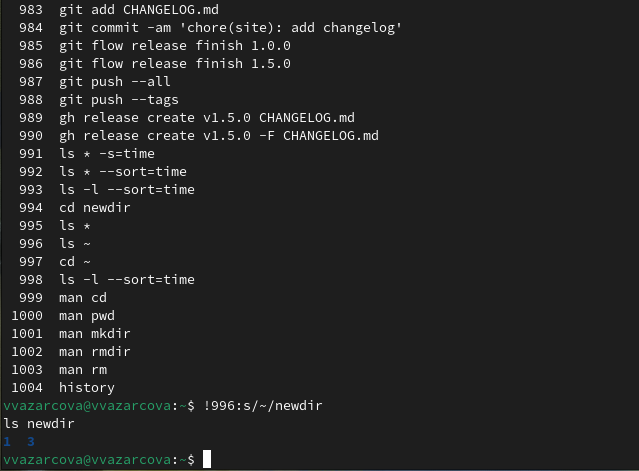 983 git add CHANGELOG.md
984 git commit -am 'chore(site): add changelog'
985 git flow release finish 1.0.0
986 git flow release finish 1.5.0
987 git push --all
988 git push --tags
989 gh release create v1.5.0 CHANGELOG.md
990 gh release create v1.5.0 -F CHANGELOG.md
991 ls * -s=time
992 ls * --sort=time
993 ls -l --sort=time
994 cd newdir
995 ls *
996 ls ~
997 cd ~
998 ls -l --sort=time
999 man cd
1000 man pwd
1001 man mkdir
1002 man rmdir
1003 man rm
1004 history
vvazarcova@vvazarcova:~$ !996:s/~/newdir
ls newdir
1 3
vvazarcova@vvazarcova:~$